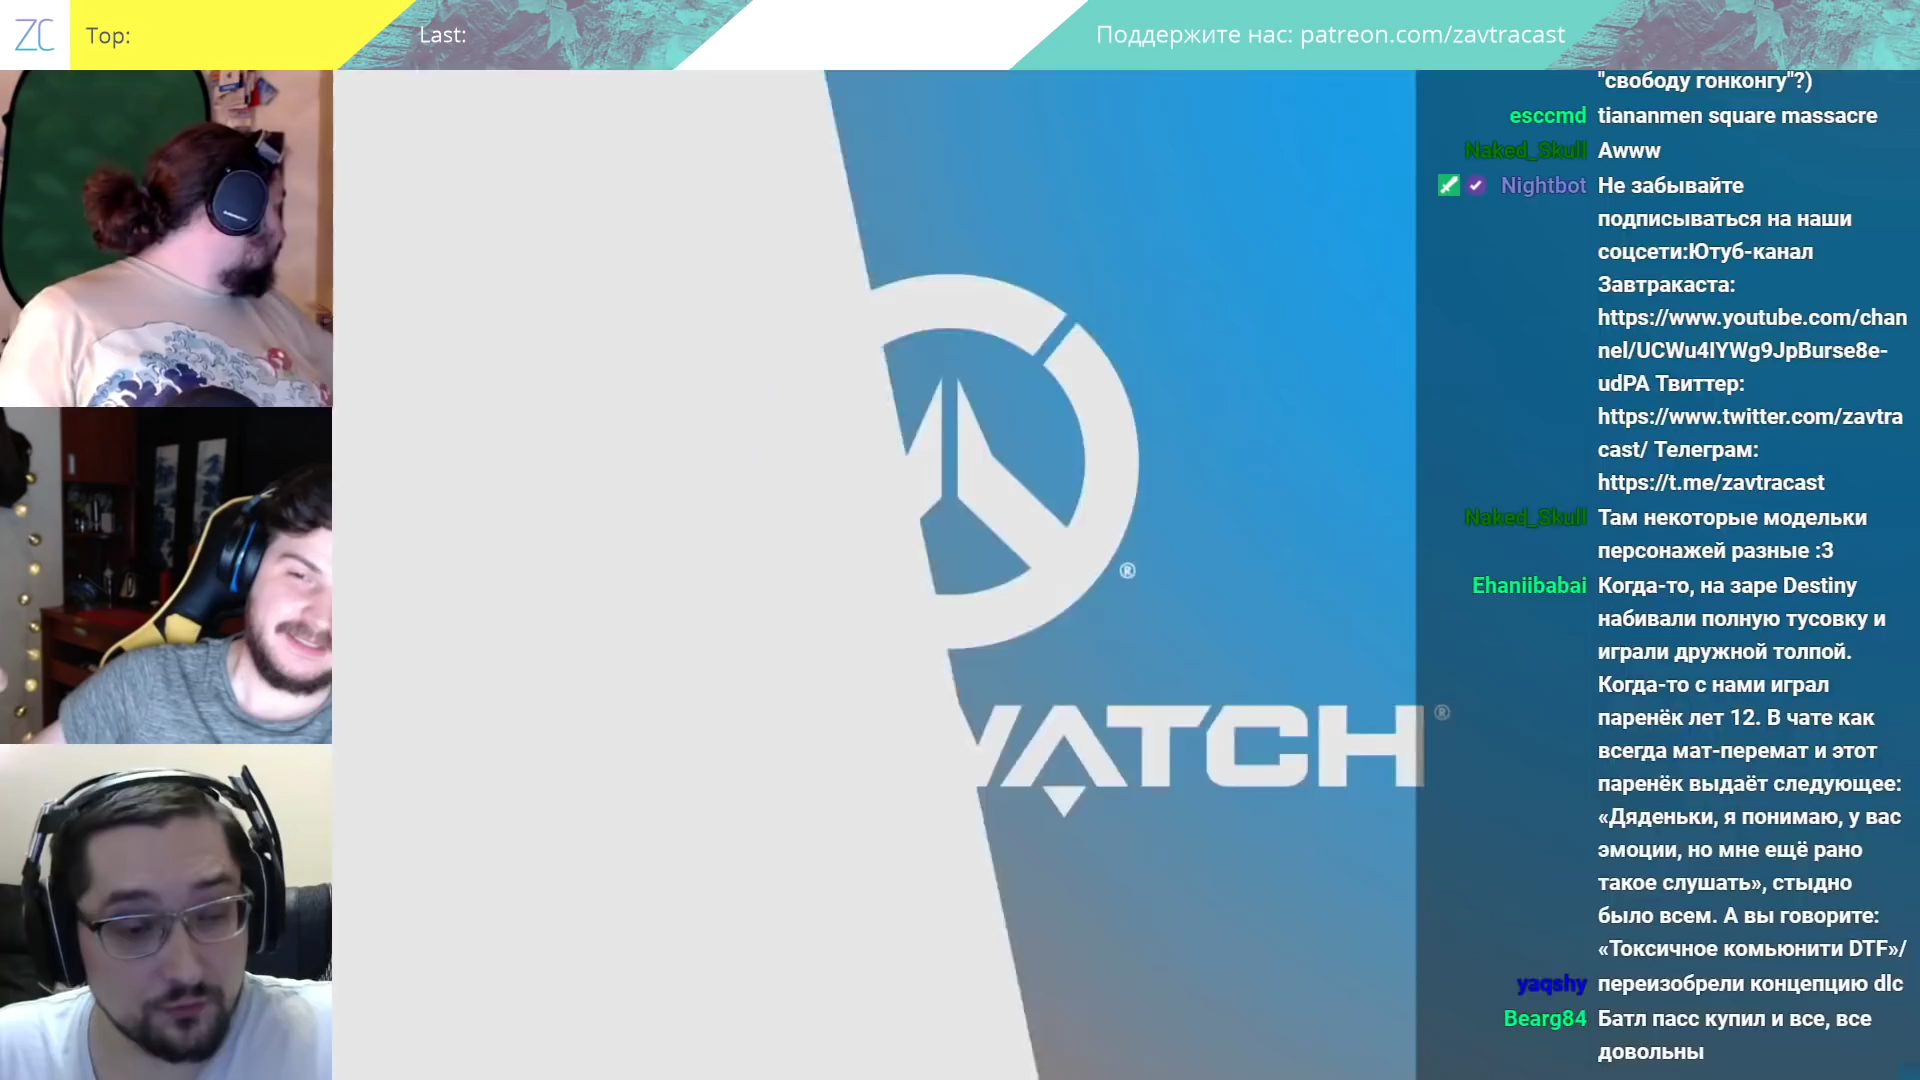 ZC
Top:
Last:
Поддержите нас: patreon.com/zavtracast
"свободу гонконгу"?)
esccmd tiananmen square massacre
Naked_Skull Awww
Nightbot Не забывайте
подписываться на наши
соцсети:Ютуб-канал
Завтракаста:
https://www.youtube.com/chan
nel/UCWu4lYWg9JpBurse8e-
udPA Твиттер:
https://www.twitter.com/zavtra
cast/ Телеграм:
https://t.me/zavtracast
Naked_Skull Там некоторые модельки
персонажей разные :3
Ehaniibabai Когда-то, на заре Destiny
набивали полную тусовку и
играли дружной толпой.
Когда-то с нами играл
паренёк лет 12. В чате как
всегда мат-перемат и этот
паренёк выдаёт следующее:
«Дяденьки, я понимаю, у вас
эмоции, но мне ещё рано
такое слушать», стыдно
было всем. А вы говорите:
«Токсичное комьюнити DTF»/
yaqshy переизобрели концепцию dlc
Bearg84 Батл пасс купил и все, все
довольны
®
WATCH ®